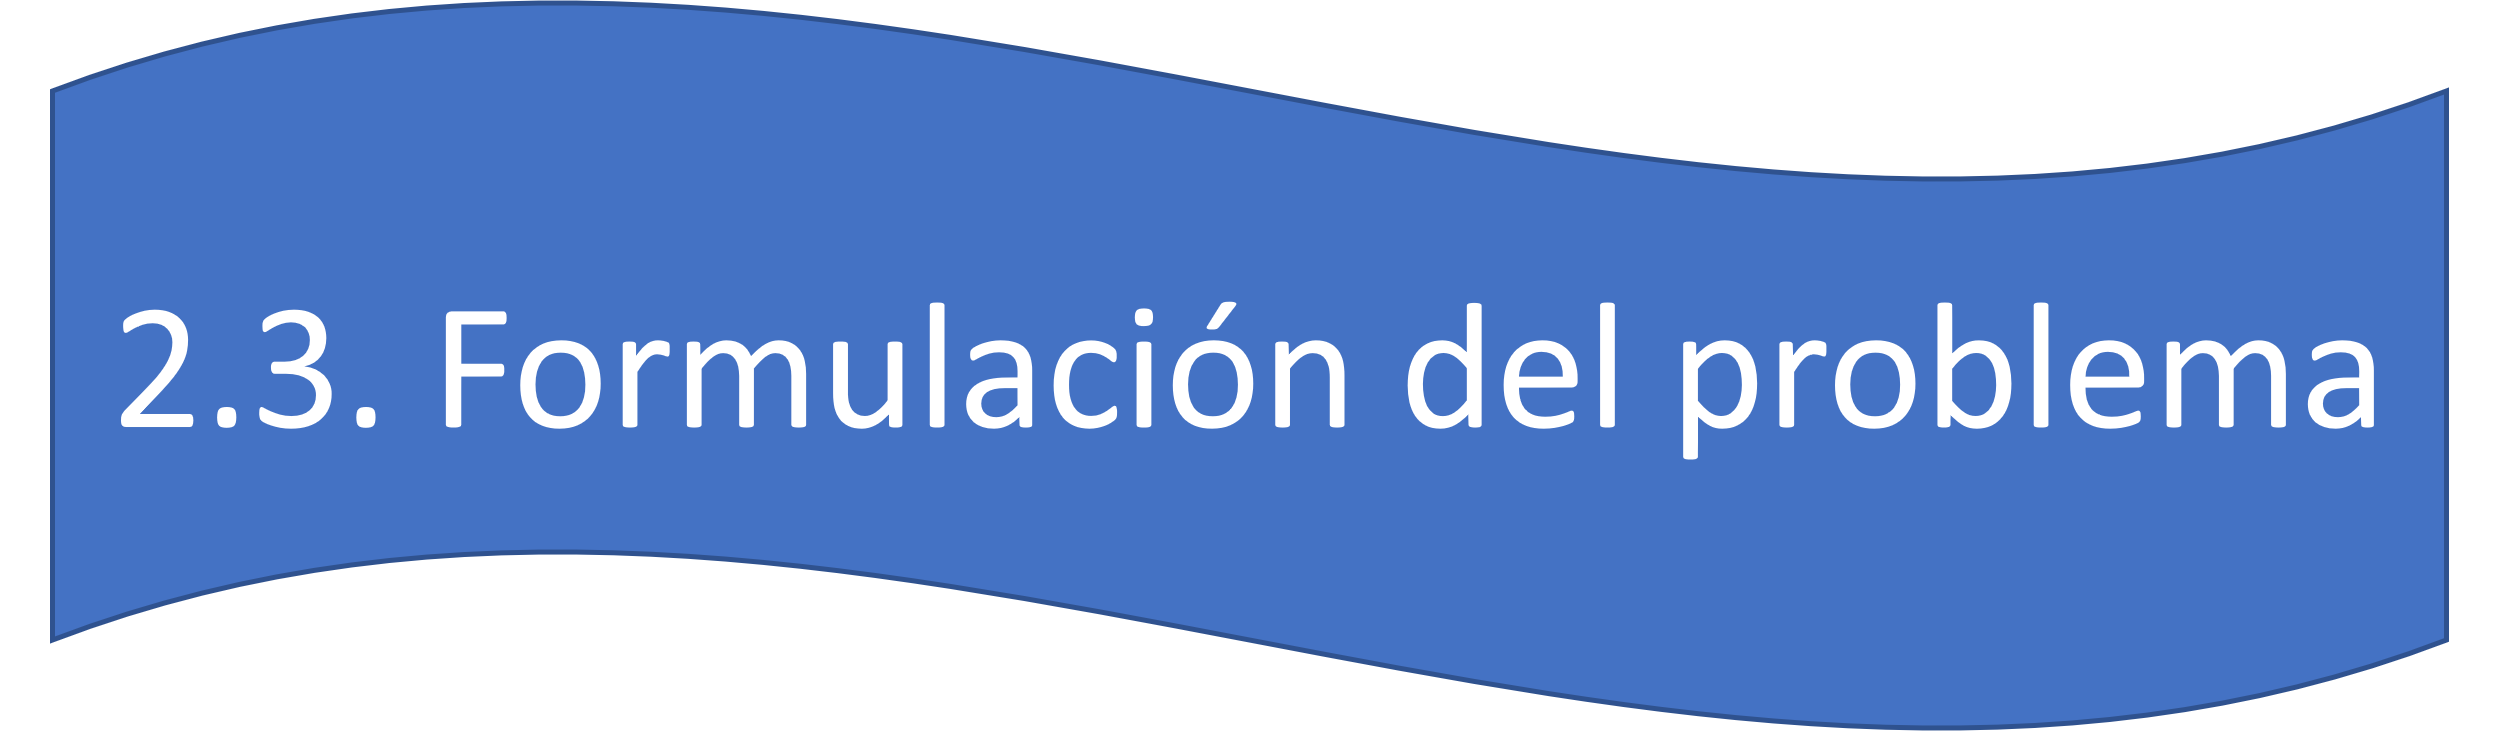 2.3. Formulación del problema